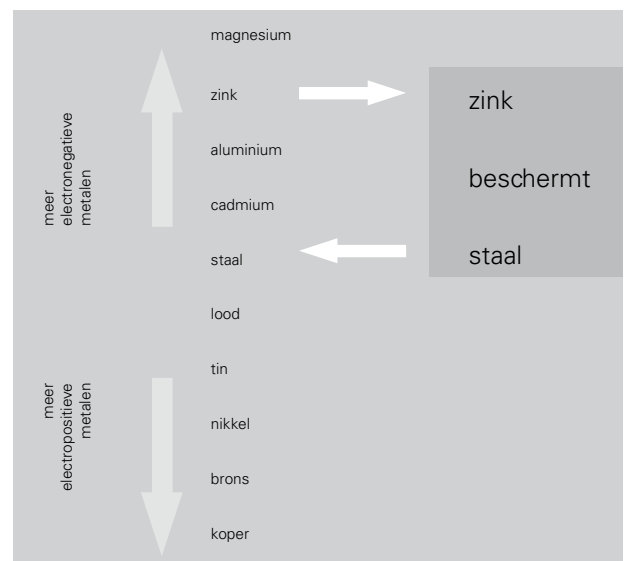 magnesium
zink
aluminium
cadmium
staal
lood
tin
nikkel
brons
koper
meer
electronegatieve
metalen
meer
electropositieve
metalen
zink
beschermt
staal